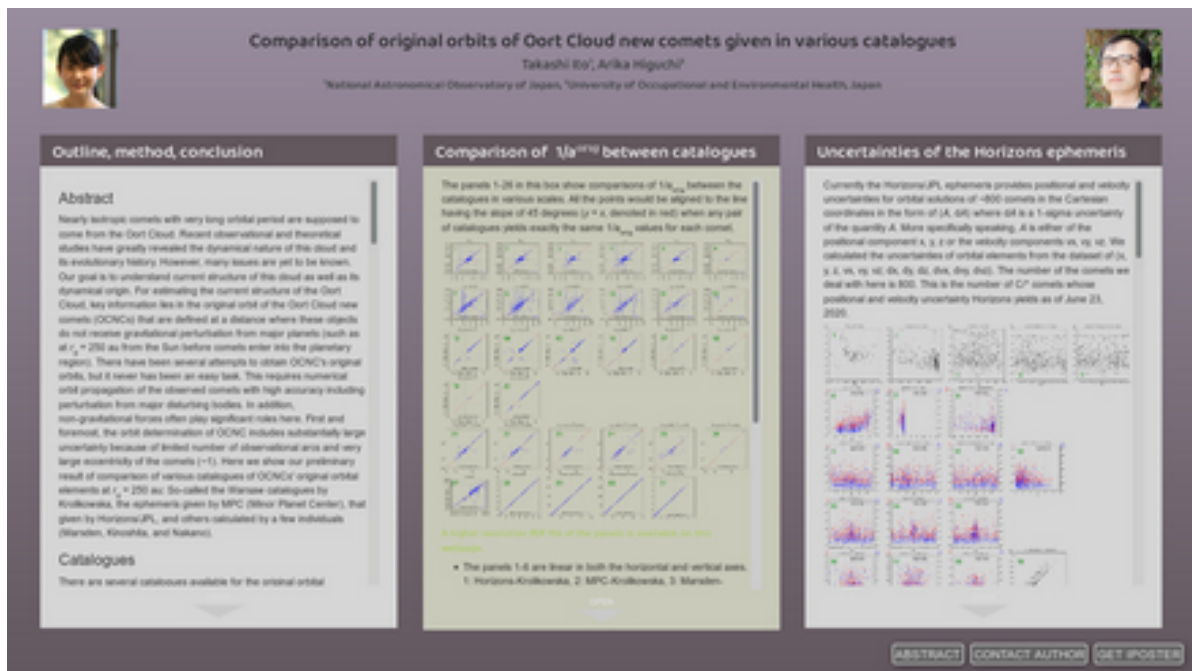 Comparison of original orbits of Oort Cloud new comets given in various catalogues
Takashi Ito¹, Arika Higuchi²
¹National Astronomical Observatory of Japan, ²University of Occupational and Environmental Health, Japan
Outline, method, conclusion
Abstract
Nearly isotropic comets with very long orbital period are supposed to
come from the Oort Cloud. Recent observational and theoretical
studies have greatly revealed the dynamical nature of this cloud and
its evolutionary history. However, many issues are yet to be known.
Our goal is to understand current structure of this cloud as well as its
dynamical origin. For estimating the current structure of the Oort
Cloud, key information lies in the original orbit of the Oort Cloud new
comets (OCNCs) that are defined at a distance where these objects
do not receive gravitational perturbation from major planets (such as
at r = 250 au from the Sun before comets enter into the planetary
region). There have been several attempts to obtain OCNC's original
orbits, but it never has been an easy task. This requires numerical
orbit propagation of the observed comets with high accuracy including
perturbation from major disturbing bodies. In addition,
non-gravitational forces often play significant roles here. First and
foremost, the orbit determination of OCNC includes substantially large
uncertainty because of limited number of observational arcs and very
large eccentricity of the comets (~1). Here we show our preliminary
result of comparison of various catalogues of OCNCs' original orbital
elements at r = 250 au: So-called the Warsaw catalogues by
Królikowska, the ephemeris given by MPC (Minor Planet Center), that
given by Horizons/JPL, and others calculated by a few individuals
(Marsden, Kinoshita, and Nakano).
Catalogues
There are several catalogues available for the original orbital
Comparison of 1/a^orig between catalogues
The panels 1-26 in this box show comparisons of 1/a_orig between the
catalogues in various scales. All the points would be aligned to the line
having the slope of 45 degrees (y = x, denoted in red) when any pair
of catalogues yields exactly the same 1/a_orig values for each comet.
A higher resolution PDF file of the panels is available on this
webpage
• The panels 1-6 are linear in both the horizontal and vertical axes.
1: Horizons-Królikowska, 2: MPC-Królikowska, 3: Marsden-
OPEN
Uncertainties of the Horizons ephemeris
Currently the Horizons/JPL ephemeris provides positional and velocity
uncertainties for orbital solutions of ~800 comets in the Cartesian
coordinates in the form of (A, dA) where dA is a 1-sigma uncertainty
of the quantity A. More specifically speaking, A is either of the
positional component x, y, z or the velocity components vx, vy, vz. We
calculated the uncertainties of orbital elements from the dataset of (x,
y, z, vx, vy, vz, dx, dy, dz, dvx, dvy, dvz). The number of the comets we
deal with here is 800. This is the number of C/* comets whose
positional and velocity uncertainty Horizons yields as of June 23,
2020.
ABSTRACT
CONTACT AUTHOR
GET IPOSTER